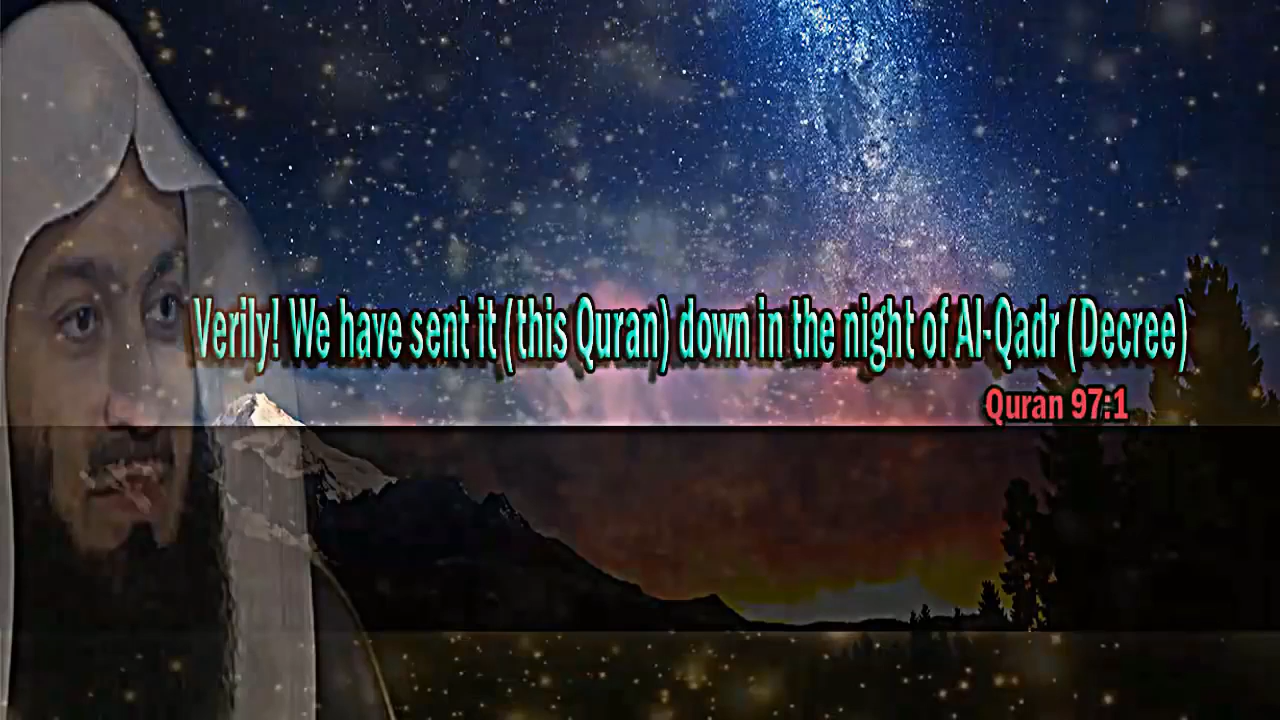 Verily! We have sent it (this Quran) down in the night of Al-Qadr (Decree)
Quran 97:1